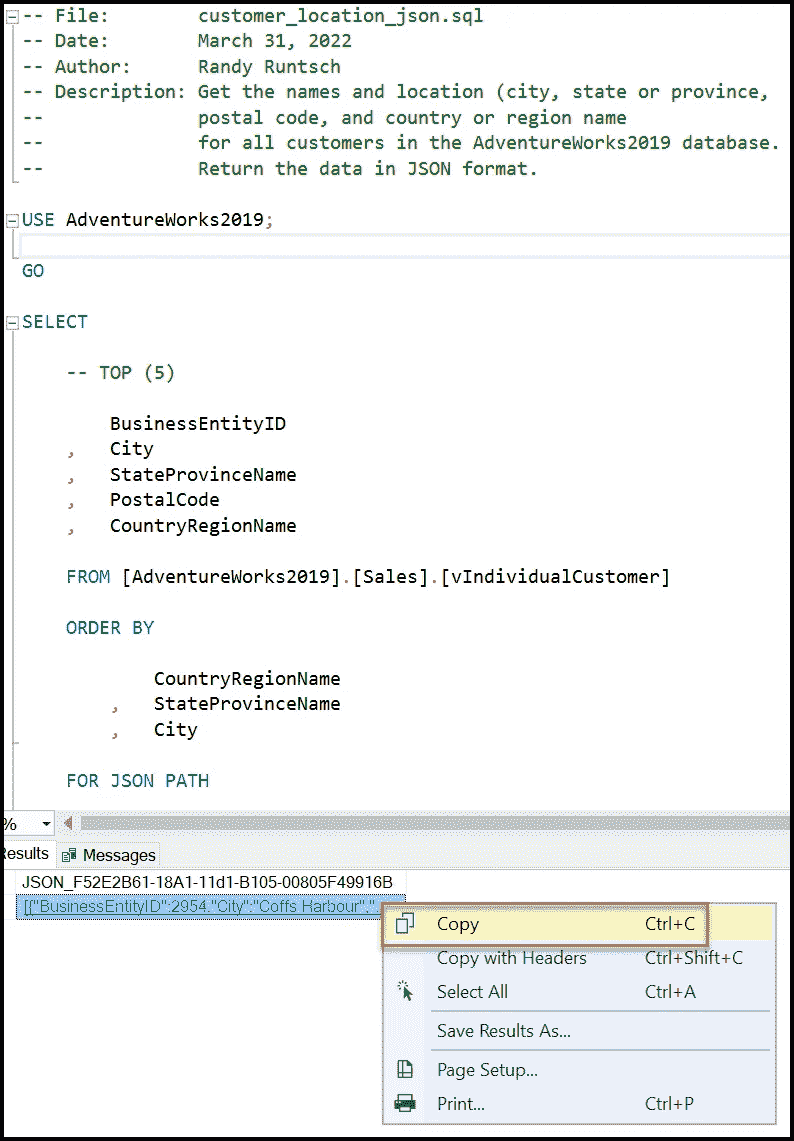 -- File:        customer_location_json.sql
-- Date:        March 31, 2022
-- Author:      Randy Runtsch
-- Description: Get the names and location (city, state or province,
--              postal code, and country or region name
--              for all customers in the AdventureWorks2019 database.
--              Return the data in JSON format.
USE AdventureWorks2019;
GO
SELECT
-- TOP (5)
BusinessEntityID
,   City
,   StateProvinceName
,   PostalCode
,   CountryRegionName
FROM [AdventureWorks2019].[Sales].[vIndividualCustomer]
ORDER BY
CountryRegionName
,   StateProvinceName
,   City
FOR JSON PATH
%
Results Messages
JSON_F52E2B61-18A1-11d1-B105-00805F49916B
[{"BusinessEntityID":2954,"City":"Coffs Harbour","...
Copy Ctrl+C
Copy with Headers Ctrl+Shift+C
Select All Ctrl+A
Save Results As...
Page Setup...
Print... Ctrl+P